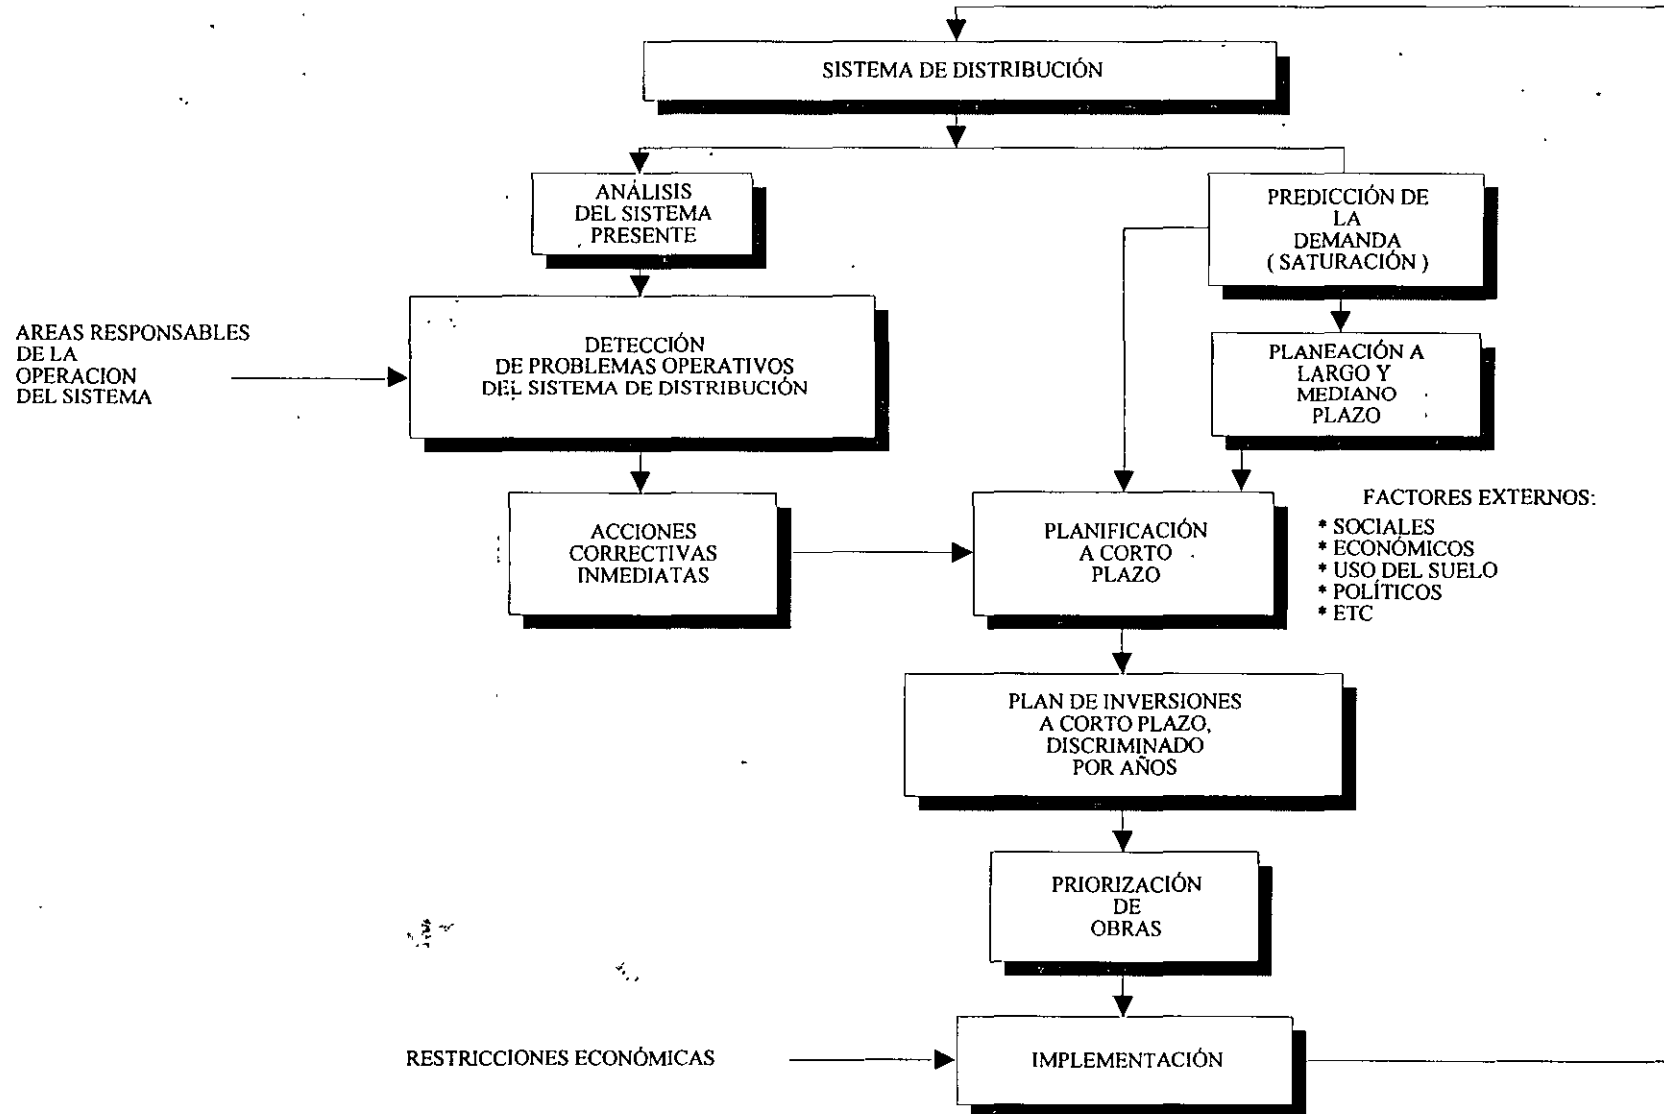 SISTEMA DE DISTRIBUCIÓN
ANÁLISIS
DEL SISTEMA
PRESENTE
PREDICCIÓN DE
LA
DEMANDA
( SATURACIÓN )
AREAS RESPONSABLES
DE LA
OPERACION
DEL SISTEMA
DETECCIÓN
DE PROBLEMAS OPERATIVOS
DEL SISTEMA DE DISTRIBUCIÓN
PLANEACIÓN A
LARGO Y
MEDIANO
PLAZO
ACCIONES
CORRECTIVAS
INMEDIATAS
PLANIFICACIÓN
A CORTO
PLAZO
FACTORES EXTERNOS:
* SOCIALES
* ECONÓMICOS
* USO DEL SUELO
* POLÍTICOS
* ETC
PLAN DE INVERSIONES
A CORTO PLAZO,
DISCRIMINADO
POR AÑOS
PRIORIZACIÓN
DE
OBRAS
RESTRICCIONES ECONÓMICAS
IMPLEMENTACIÓN